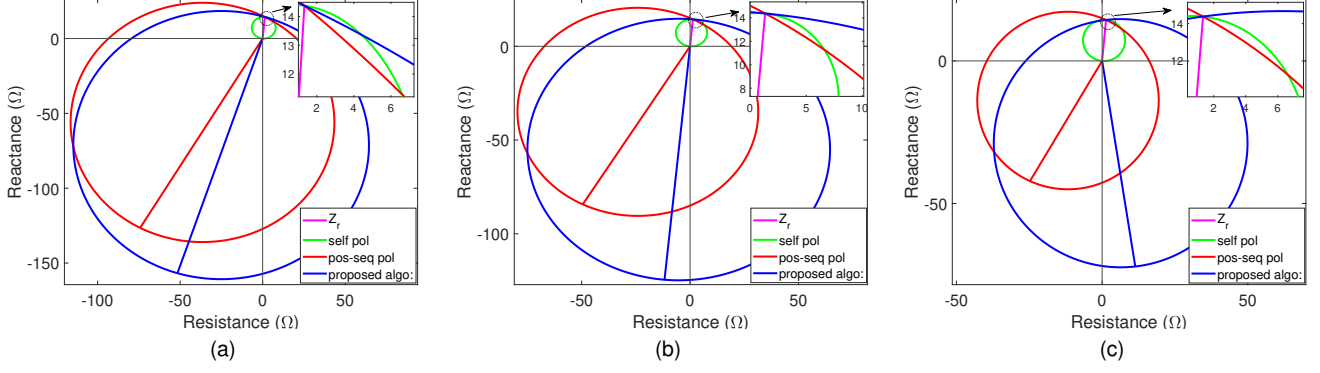 0
-50
-100
-150
-100
-50
0
50
Reactance (Ω)
Resistance (Ω)
14
13
12
2
4
6
Z_r
self pol
pos-seq pol
proposed algo:
(a)
0
-50
-100
-50
0
50
Reactance (Ω)
Resistance (Ω)
14
12
10
8
0
5
10
Z_r
self pol
pos-seq pol
proposed algo:
(b)
0
-50
-50
0
50
Reactance (Ω)
Resistance (Ω)
14
12
2
4
6
Z_r
self pol
pos-seq pol
proposed algo:
(c)